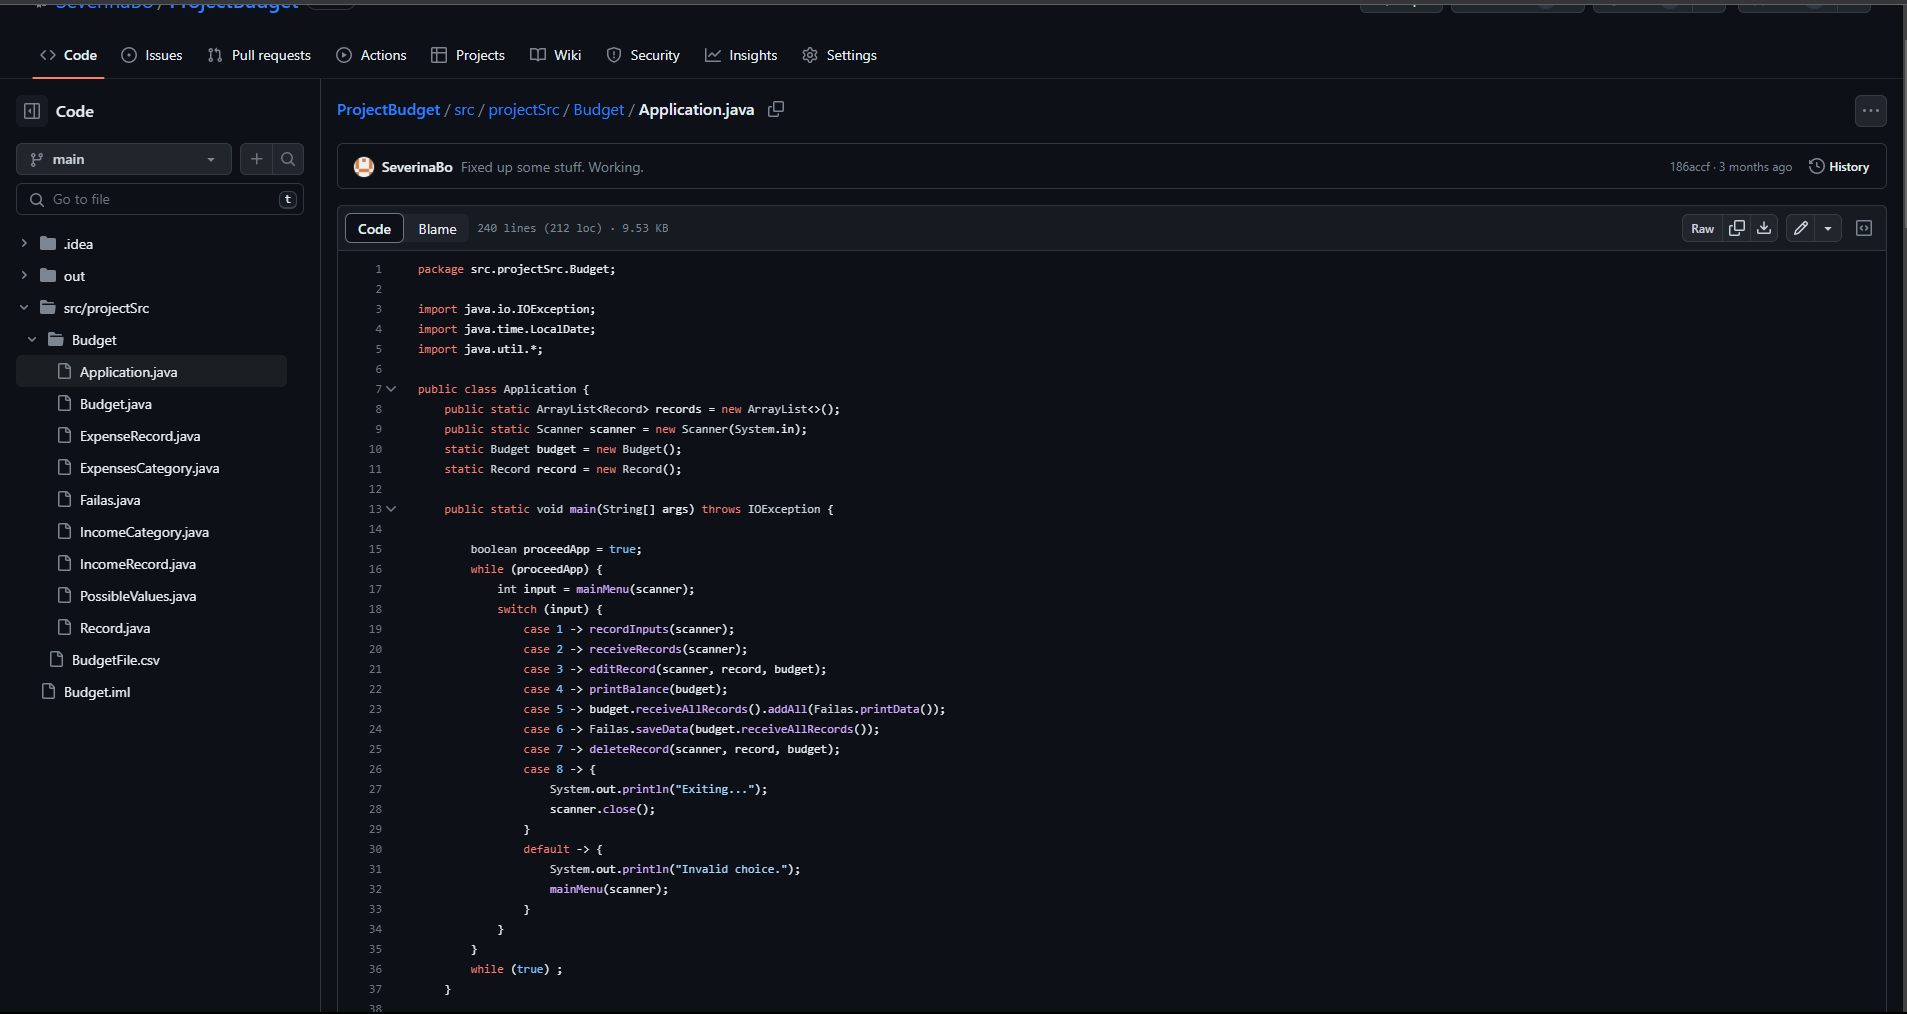 SeverinaBo / ProjectBudget
Code Issues Pull requests Actions Projects Wiki Security Insights Settings
Code
main
Go to file t
.idea
out
src/projectSrc
Budget
Application.java
Budget.java
ExpenseRecord.java
ExpensesCategory.java
Failas.java
IncomeCategory.java
IncomeRecord.java
PossibleValues.java
Record.java
BudgetFile.csv
Budget.iml
ProjectBudget / src / projectSrc / Budget / Application.java
SeverinaBo Fixed up some stuff. Working. 186accf · 3 months ago History
Code Blame 240 lines (212 loc) · 9.53 KB Raw
1 package src.projectSrc.Budget;
2
3 import java.io.IOException;
4 import java.time.LocalDate;
5 import java.util.*;
6
7 public class Application {
8 public static ArrayList<Record> records = new ArrayList<>();
9 public static Scanner scanner = new Scanner(System.in);
10 static Budget budget = new Budget();
11 static Record record = new Record();
12
13 public static void main(String[] args) throws IOException {
14
15 boolean proceedApp = true;
16 while (proceedApp) {
17 int input = mainMenu(scanner);
18 switch (input) {
19 case 1 -> recordInputs(scanner);
20 case 2 -> receiveRecords(scanner);
21 case 3 -> editRecord(scanner, record, budget);
22 case 4 -> printBalance(budget);
23 case 5 -> budget.receiveAllRecords().addAll(Failas.printData());
24 case 6 -> Failas.saveData(budget.receiveAllRecords());
25 case 7 -> deleteRecord(scanner, record, budget);
26 case 8 -> {
27 System.out.println("Exiting...");
28 scanner.close();
29 }
30 default -> {
31 System.out.println("Invalid choice.");
32 mainMenu(scanner);
33 }
34 }
35 }
36 while (true) ;
37 }
38